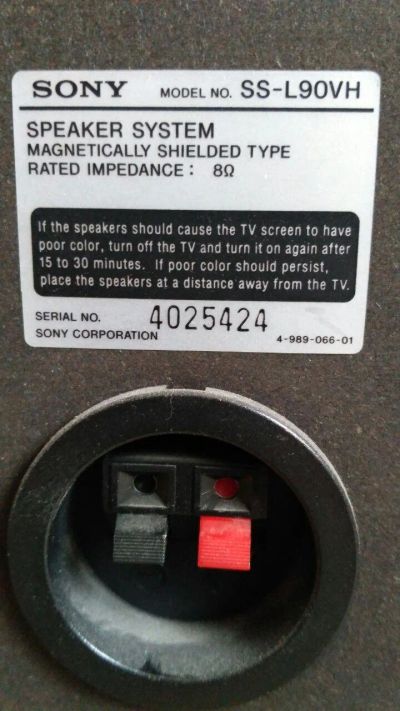 SONY MODEL NO. SS-L90VH
SPEAKER SYSTEM
MAGNETICALLY SHIELDED TYPE
RATED IMPEDANCE : 8Ω
If the speakers should cause the TV screen to have
poor color, turn off the TV and turn it on again after
15 to 30 minutes. If poor color should persist,
place the speakers at a distance away from the TV.
SERIAL NO. 4025424
SONY CORPORATION 4-989-066-01